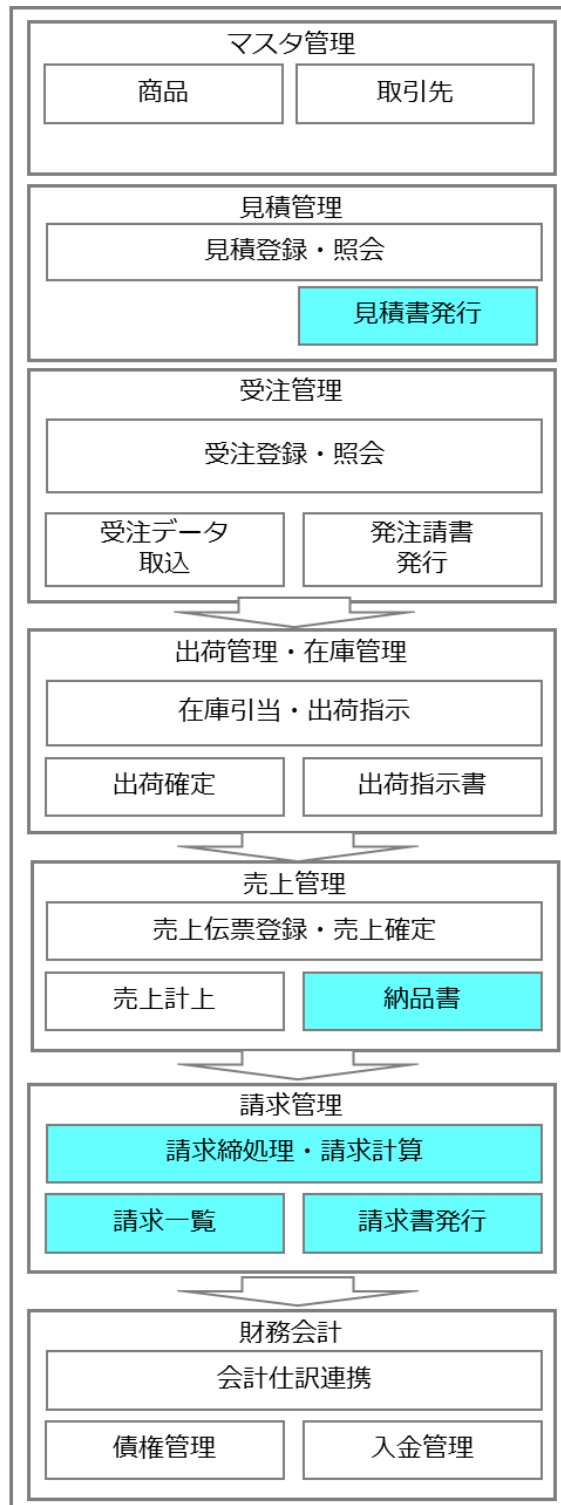 マスタ管理
商品
取引先
見積管理
見積登録・照会
見積書発行
受注管理
受注登録・照会
受注データ
取込
発注請書
発行
出荷管理・在庫管理
在庫引当・出荷指示
出荷確定
出荷指示書
売上管理
売上伝票登録・売上確定
売上計上
納品書
請求管理
請求締処理・請求計算
請求一覧
請求書発行
財務会計
会計仕訳連携
債権管理
入金管理